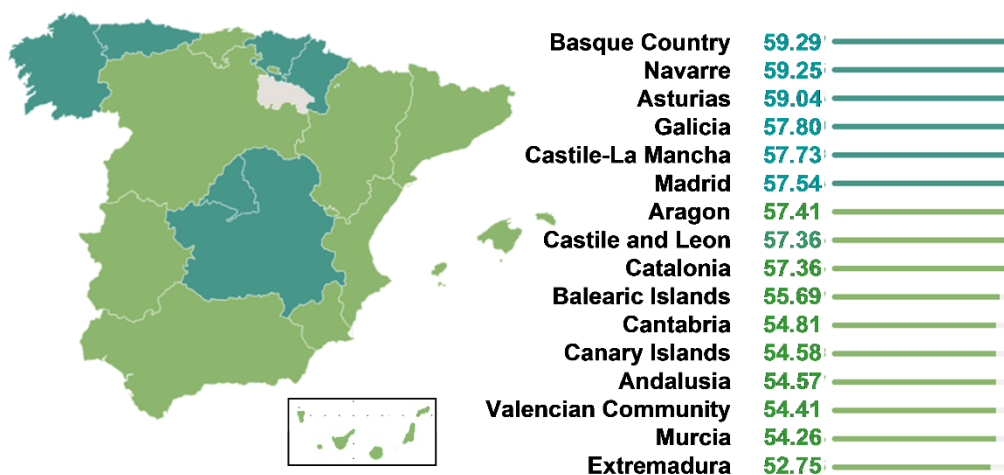 Basque Country 59.29
Navarre 59.25
Asturias 59.04
Galicia 57.80
Castile-La Mancha 57.73
Madrid 57.54
Aragon 57.41
Castile and Leon 57.36
Catalonia 57.36
Balearic Islands 55.69
Cantabria 54.81
Canary Islands 54.58
Andalusia 54.57
Valencian Community 54.41
Murcia 54.26
Extremadura 52.75